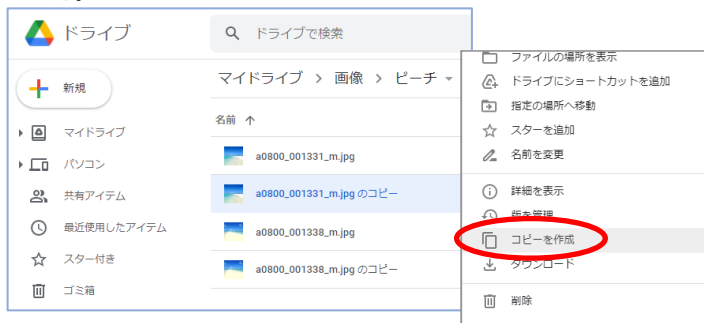 ドライブ
ドライブで検索
新規
マイドライブ
パソコン
共有アイテム
最近使用したアイテム
スター付き
ゴミ箱
マイドライブ > 画像 > ピーチ
名前 ↑
a0800_001331_m.jpg
a0800_001331_m.jpg のコピー
a0800_001338_m.jpg
a0800_001338_m.jpg のコピー
ファイルの場所を表示
ドライブにショートカットを追加
指定の場所へ移動
スターを追加
名前を変更
詳細を表示
版を管理
コピーを作成
ダウンロード
削除